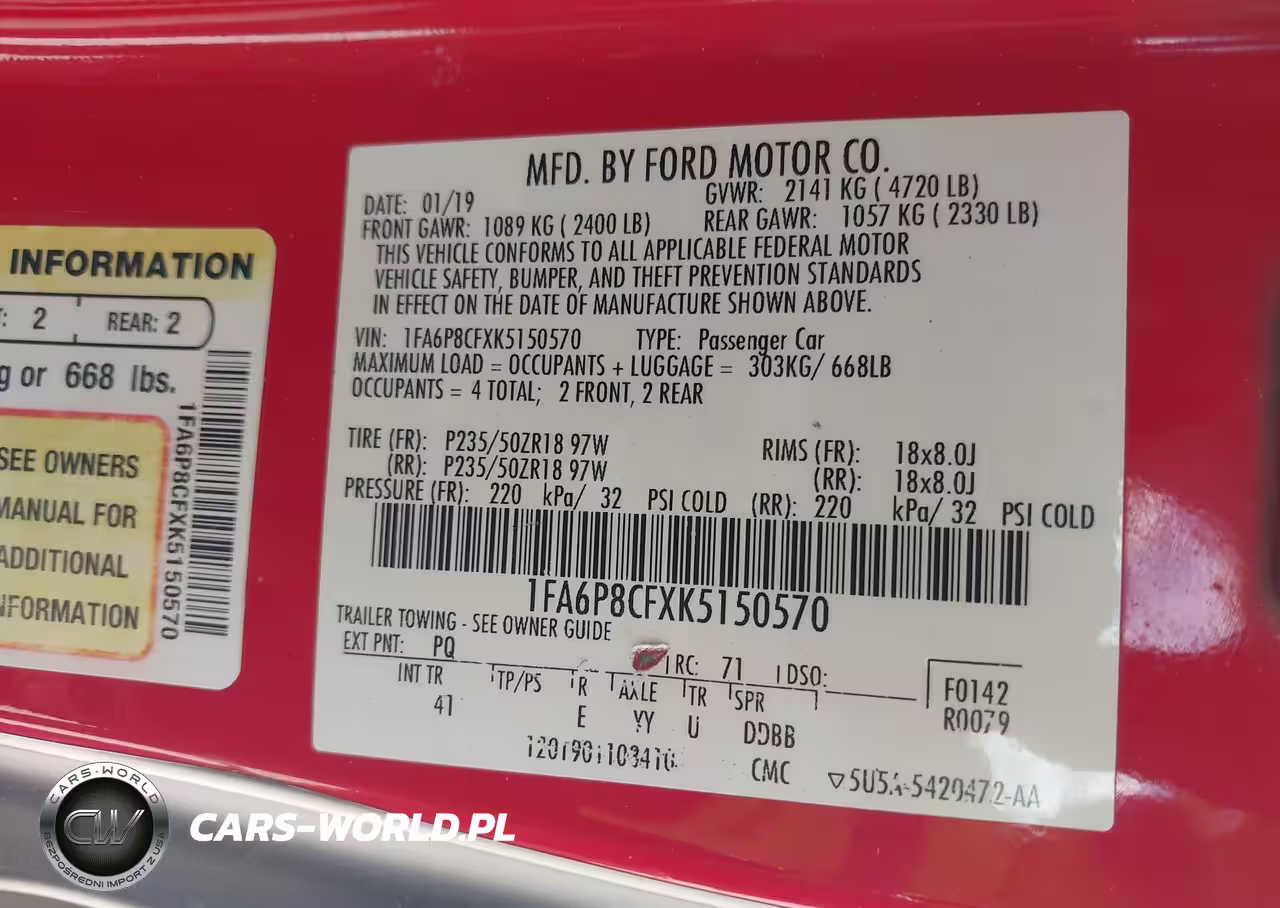 INFORMATION
: 2 REAR: 2
g or 668 lbs.
SEE OWNERS
MANUAL FOR
ADDITIONAL
INFORMATION
1FA6P8CFXK5150570
MFD. BY FORD MOTOR CO.
DATE: 01/19 GVWR: 2141 KG ( 4720 LB)
FRONT GAWR: 1089 KG ( 2400 LB) REAR GAWR: 1057 KG ( 2330 LB)
THIS VEHICLE CONFORMS TO ALL APPLICABLE FEDERAL MOTOR
VEHICLE SAFETY, BUMPER, AND THEFT PREVENTION STANDARDS
IN EFFECT ON THE DATE OF MANUFACTURE SHOWN ABOVE.
VIN: 1FA6P8CFXK5150570 TYPE: Passenger Car
MAXIMUM LOAD = OCCUPANTS + LUGGAGE = 303KG/ 668LB
OCCUPANTS = 4 TOTAL; 2 FRONT, 2 REAR
TIRE (FR): P235/50ZR18 97W RIMS (FR): 18x8.0J
(RR): P235/50ZR18 97W (RR): 18x8.0J
PRESSURE (FR): 220 kPa/ 32 PSI COLD (RR): 220 kPa/ 32 PSI COLD
1FA6P8CFXK5150570
TRAILER TOWING - SEE OWNER GUIDE
EXT PNT: PQ RC: 71 DSO:
INT TR TP/PS R AXLE TR SPR F0142
41 E YY U DDBB R0079
CMC
CARS-WORLD
CW
BEZPOŚREDNI IMPORT Z USA
CARS-WORLD.PL